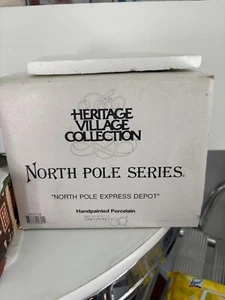 HERITAGE
VILLAGE
COLLECTION
NORTH POLE SERIES®
"NORTH POLE EXPRESS DEPOT"
Handpainted Porcelain